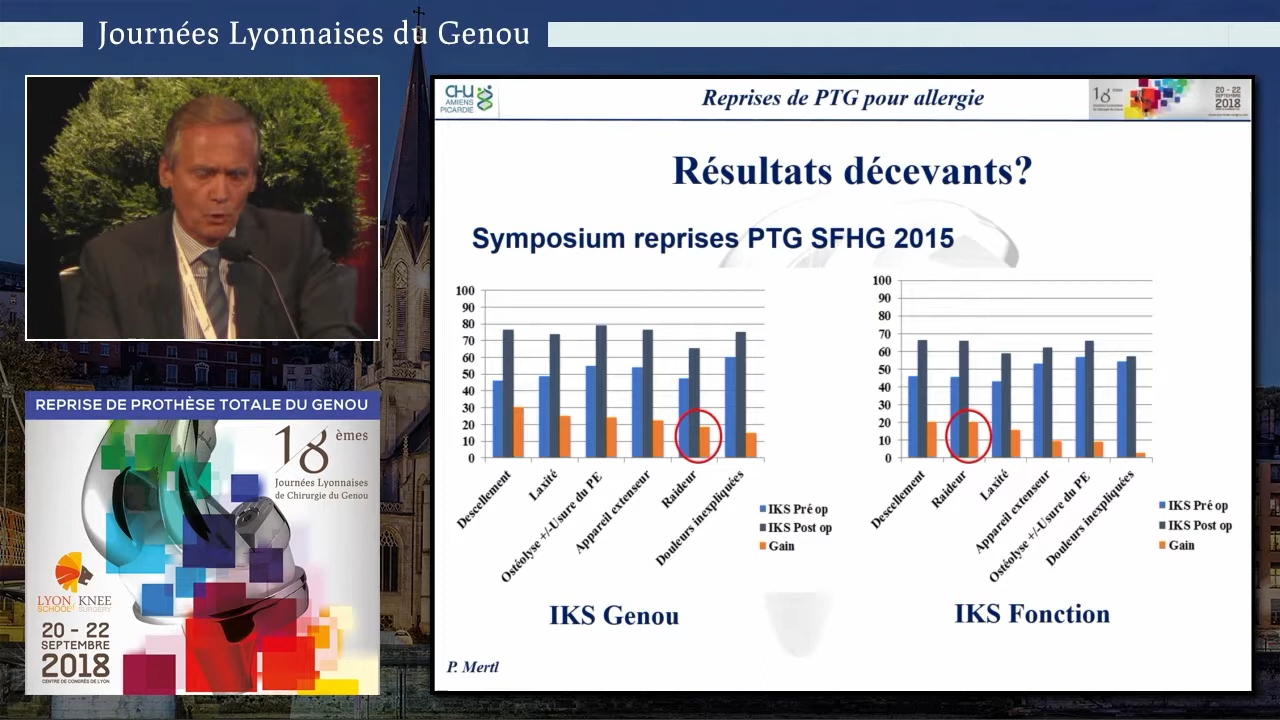 Journées Lyonnaises du Genou
CHU
AMIENS
PICARDIE
Reprises de PTG pour allergie
18 èmes
20 - 22
SEPTEMBRE
2018
Résultats décevants?
Symposium reprises PTG SFHG 2015
100
90
80
70
60
50
40
30
20
10
0
Descellement
Laxité
Ostéolyse +/-Usure du PE
Appareil extenseur
Raideur
Douleurs inexpliquées
IKS Pré op
IKS Post op
Gain
IKS Genou
100
90
80
70
60
50
40
30
20
10
0
Descellement
Raideur
Laxité
Appareil extenseur
Ostéolyse +/-Usure du PE
Douleurs inexpliquées
IKS Pré op
IKS Post op
Gain
IKS Fonction
P. Mertl
REPRISE DE PROTHÈSE TOTALE DU GENOU
18 èmes
Journées Lyonnaises
de Chirurgie du Genou
LYON KNEE
SCHOOL SURGERY
20 - 22
SEPTEMBRE
2018
CENTRE DE CONGRÈS DE LYON